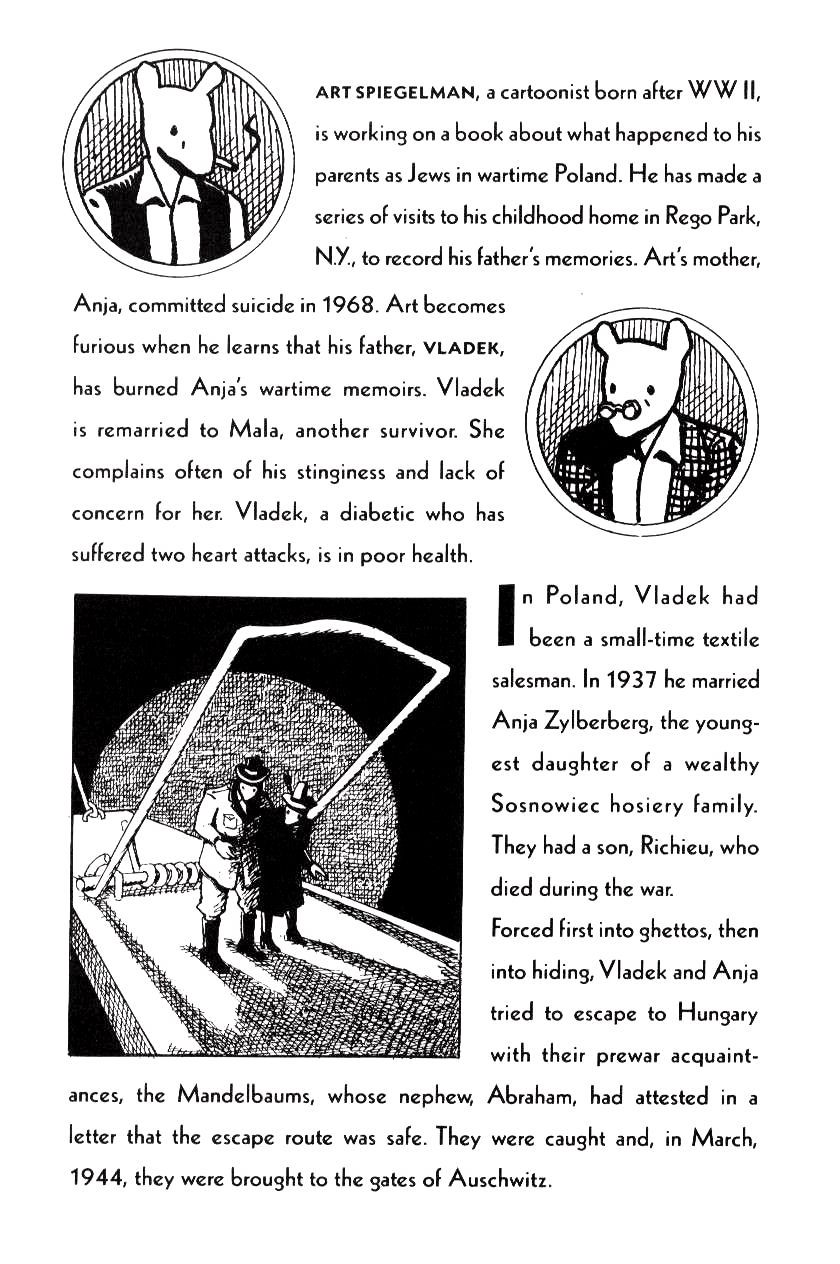 ART SPIEGELMAN, a cartoonist born after WW II,
is working on a book about what happened to his
parents as Jews in wartime Poland. He has made a
series of visits to his childhood home in Rego Park,
N.Y., to record his father's memories. Art's mother,
Anja, committed suicide in 1968. Art becomes
furious when he learns that his father, VLADEK,
has burned Anja's wartime memoirs. Vladek
is remarried to Mala, another survivor. She
complains often of his stinginess and lack of
concern for her. Vladek, a diabetic who has
suffered two heart attacks, is in poor health.
In Poland, Vladek had
been a small-time textile
salesman. In 1937 he married
Anja Zylberberg, the young-
est daughter of a wealthy
Sosnowiec hosiery family.
They had a son, Richieu, who
died during the war.
Forced first into ghettos, then
into hiding, Vladek and Anja
tried to escape to Hungary
with their prewar acquaint-
ances, the Mandelbaums, whose nephew, Abraham, had attested in a
letter that the escape route was safe. They were caught and, in March,
1944, they were brought to the gates of Auschwitz.